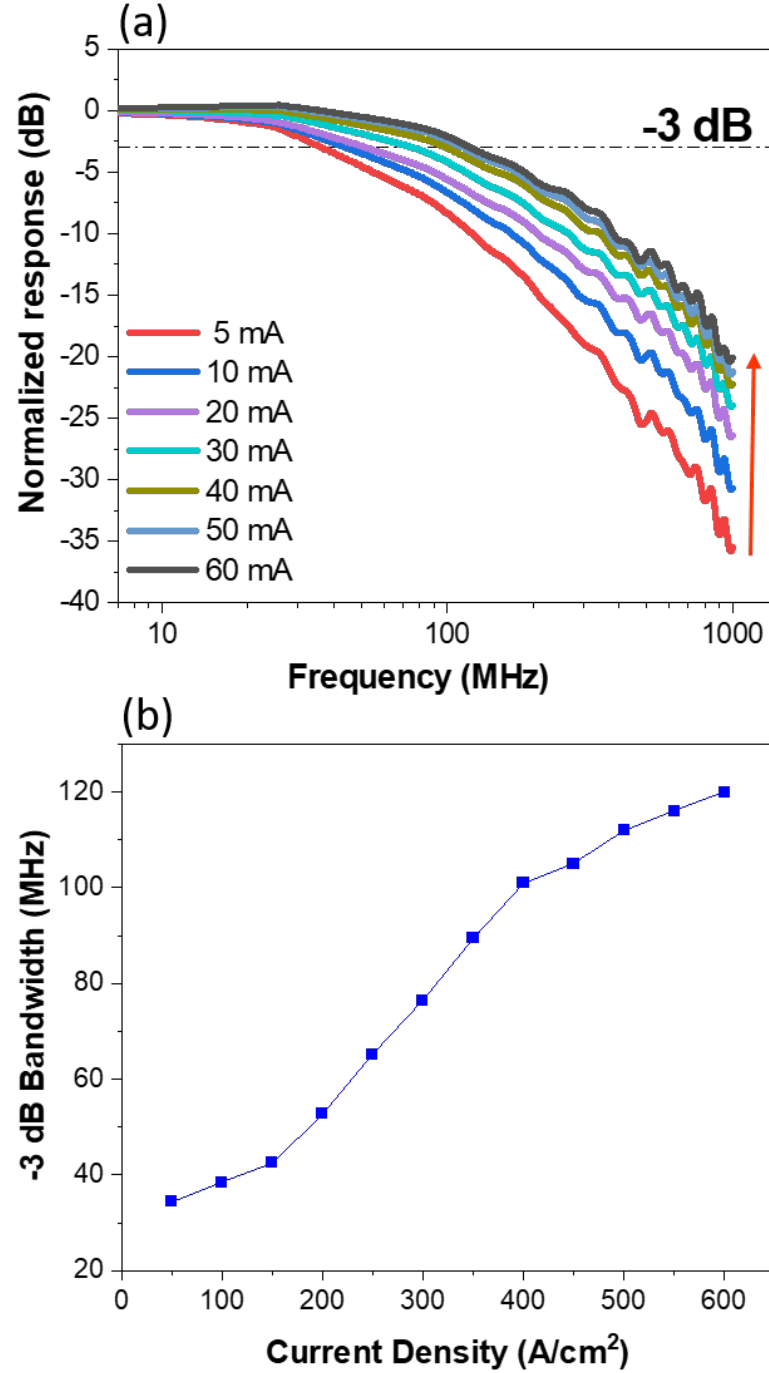 (a)
5
0
-5
-10
-15
-20
-25
-30
-35
-40
Normalized response (dB)
-3 dB
5 mA
10 mA
20 mA
30 mA
40 mA
50 mA
60 mA
10
100
1000
Frequency (MHz)
(b)
120
100
80
60
40
20
-3 dB Bandwidth (MHz)
0
100
200
300
400
500
600
Current Density (A/cm²)